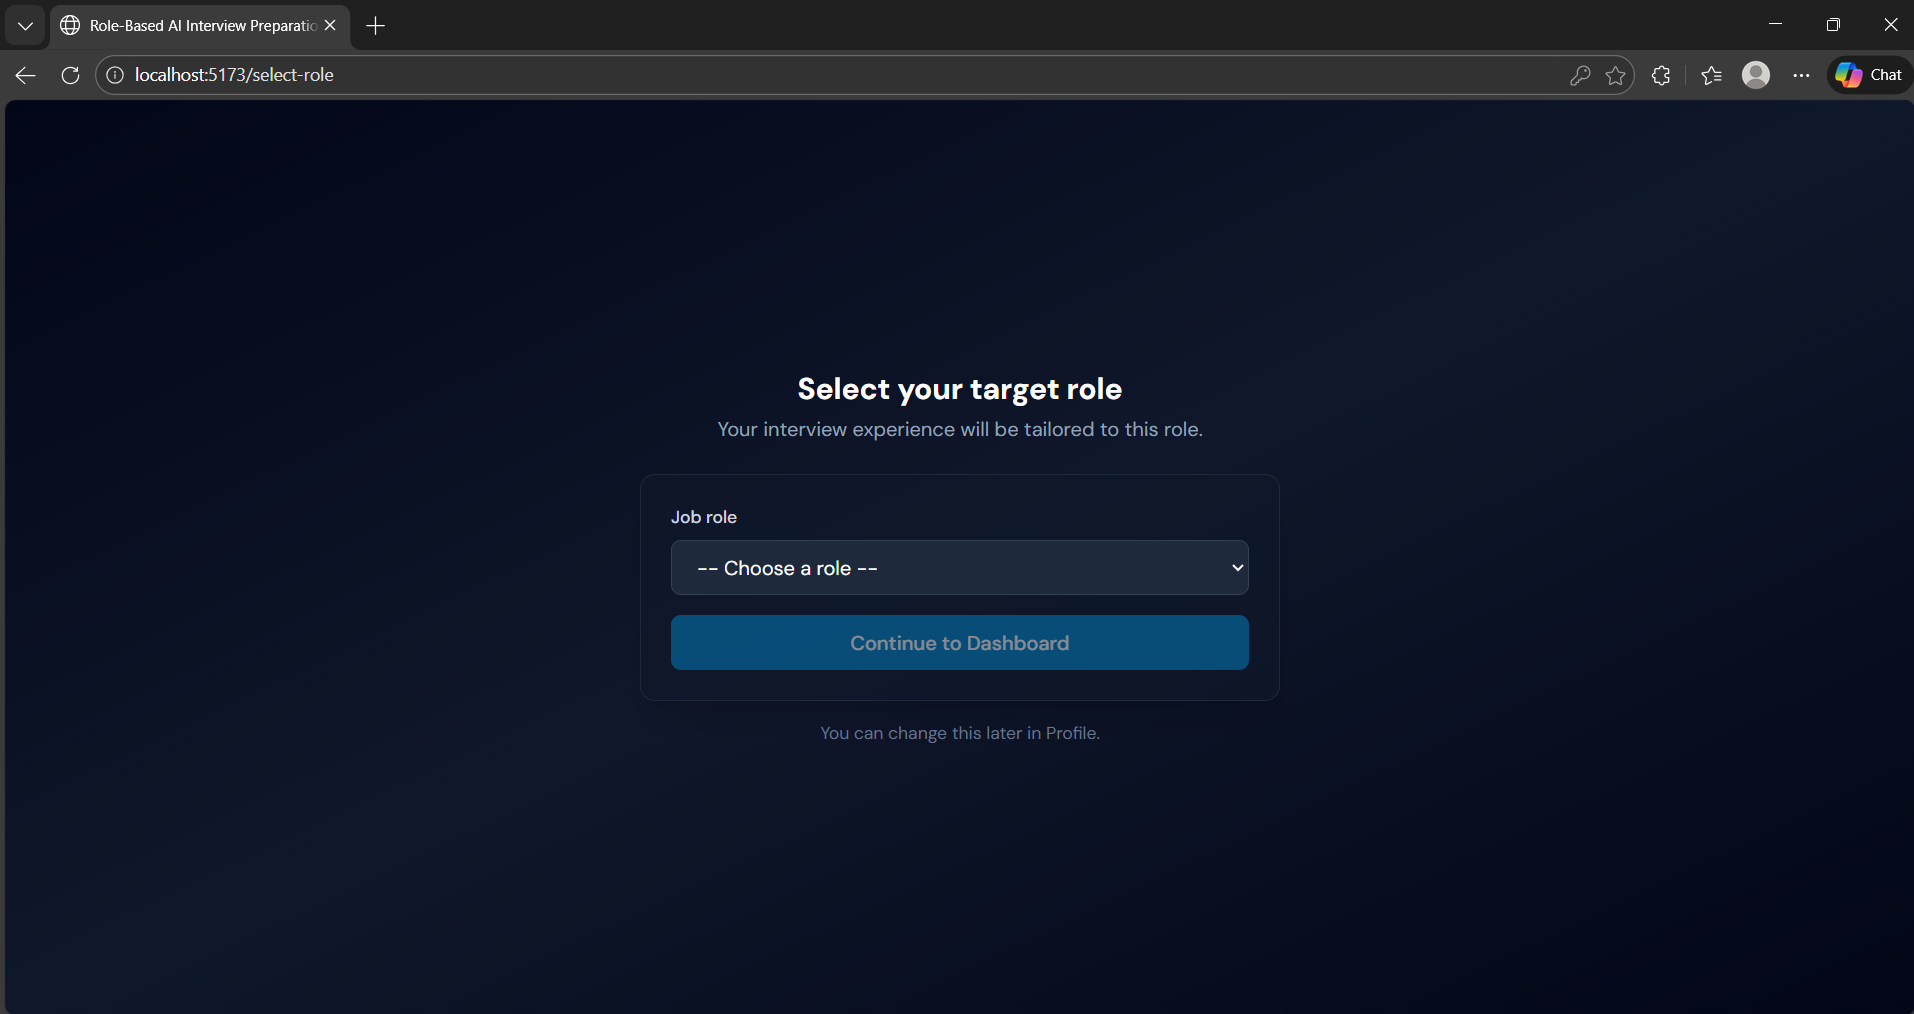 Role-Based AI Interview Preparatio
localhost:5173/select-role
Chat
Select your target role
Your interview experience will be tailored to this role.
Job role
-- Choose a role --
Continue to Dashboard
You can change this later in Profile.